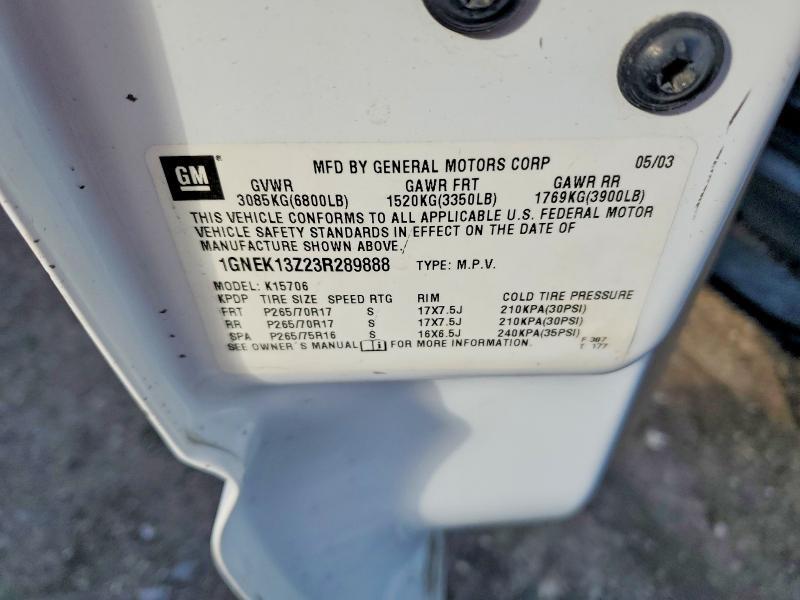 GM ® MFD BY GENERAL MOTORS CORP 05/03
GVWR GAWR FRT GAWR RR
3085KG(6800LB) 1520KG(3350LB) 1769KG(3900LB)
THIS VEHICLE CONFORMS TO ALL APPLICABLE U.S. FEDERAL MOTOR
VEHICLE SAFETY STANDARDS IN EFFECT ON THE DATE OF
MANUFACTURE SHOWN ABOVE.
1GNEK13Z23R289888 TYPE: M.P.V.
MODEL: K15706
KPDP TIRE SIZE SPEED RTG RIM COLD TIRE PRESSURE
FRT P265/70R17 S 17X7.5J 210KPA(30PSI)
RR P265/70R17 S 17X7.5J 210KPA(30PSI)
SPA P265/75R16 S 16X6.5J 240KPA(35PSI)
SEE OWNER'S MANUAL FOR MORE INFORMATION.
F 387
T 177